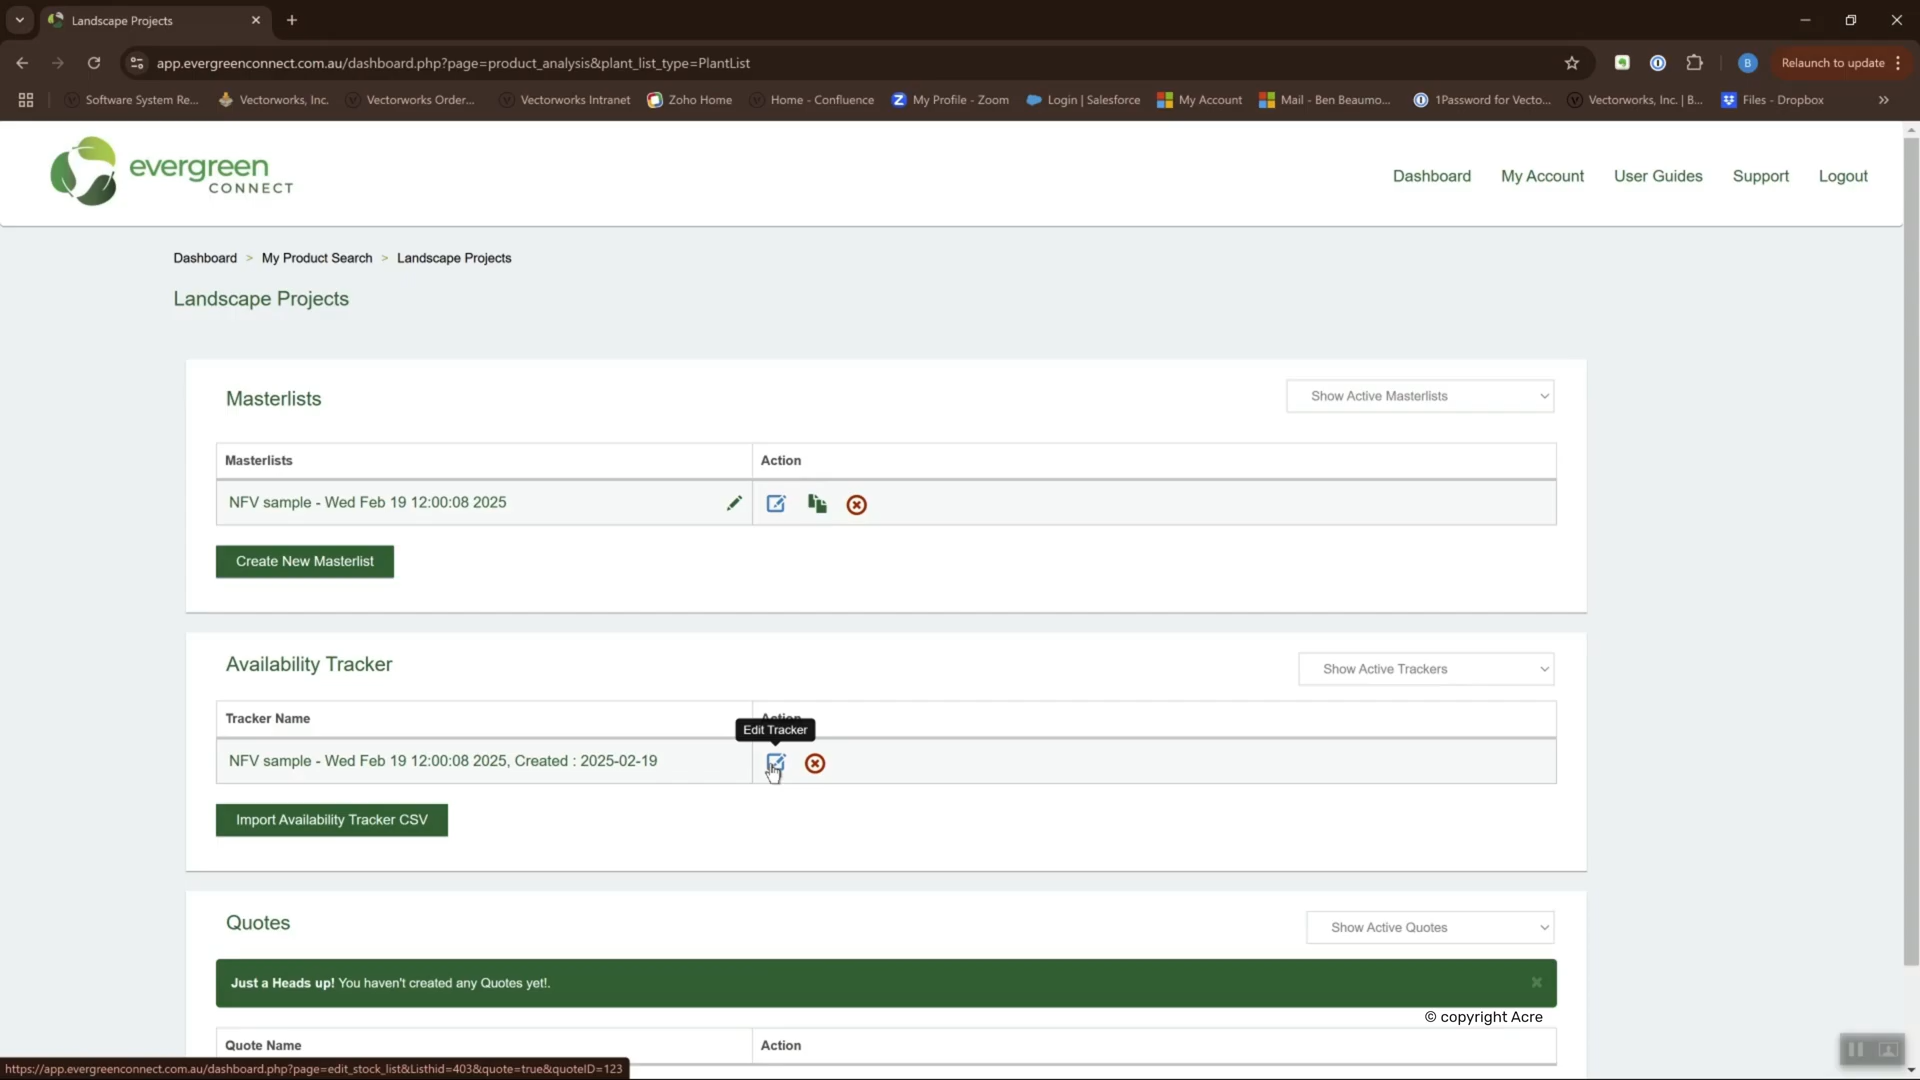 Landscape Projects
app.evergreenconnect.com.au/dashboard.php?page=product_analysis&plant_list_type=PlantList
B
Relaunch to update
Software System Re...
Vectorworks, Inc.
Vectorworks Order...
Vectorworks Intranet
Zoho Home
Home - Confluence
My Profile - Zoom
Login | Salesforce
My Account
Mail - Ben Beaumo...
1Password for Vecto...
Vectorworks, Inc. | B...
Files - Dropbox
evergreen
CONNECT
Dashboard
My Account
User Guides
Support
Logout
Dashboard > My Product Search > Landscape Projects
Landscape Projects
Masterlists
Show Active Masterlists
Masterlists
Action
NFV sample - Wed Feb 19 12:00:08 2025
Create New Masterlist
Availability Tracker
Show Active Trackers
Tracker Name
Action
Edit Tracker
NFV sample - Wed Feb 19 12:00:08 2025, Created : 2025-02-19
Import Availability Tracker CSV
Quotes
Show Active Quotes
Just a Heads up! You haven't created any Quotes yet!.
© copyright Acre
Quote Name
Action
https://app.evergreenconnect.com.au/dashboard.php?page=edit_stock_list&Listhid=403&quote=true&quoteID=123